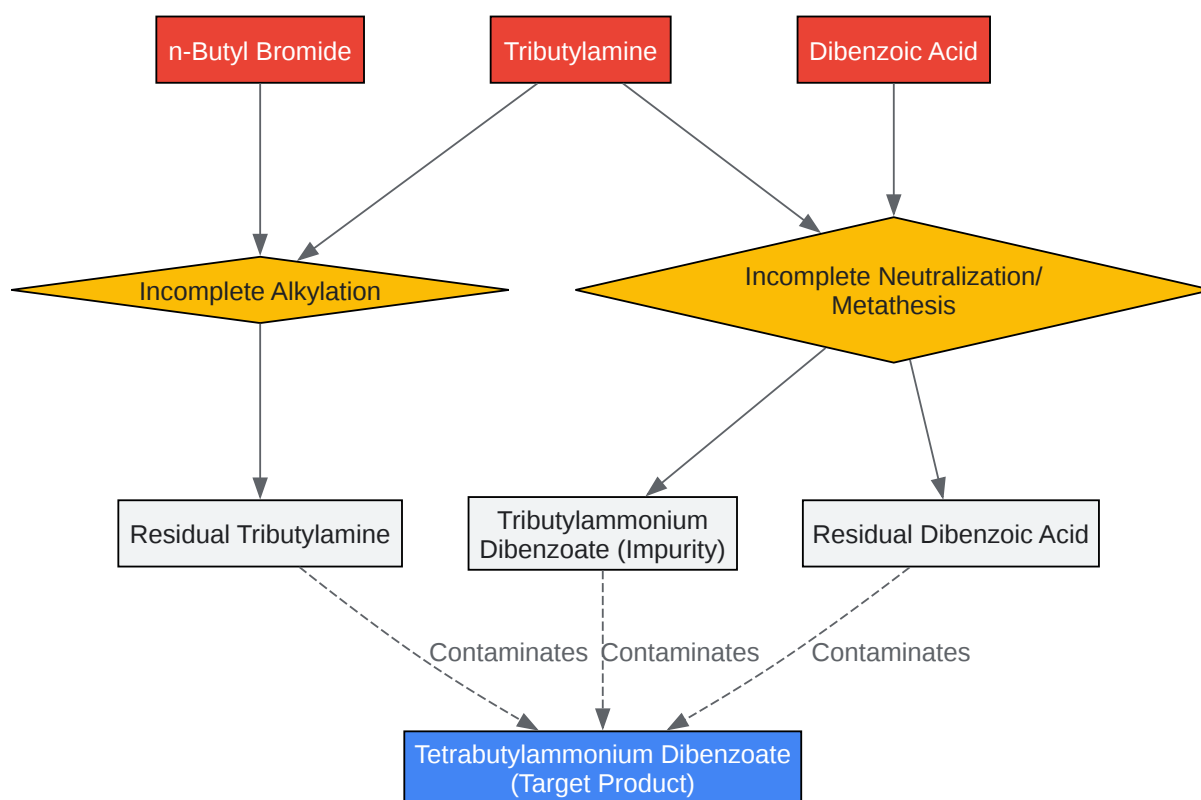 n-Butyl Bromide
Tributylamine
Dibenzoic Acid
Incomplete Alkylation
Incomplete Neutralization/
Metathesis
Residual Tributylamine
Tributylammonium
Dibenzoate (Impurity)
Residual Dibenzoic Acid
Contaminates
Contaminates
Contaminates
Tetrabutylammonium Dibenzoate
(Target Product)